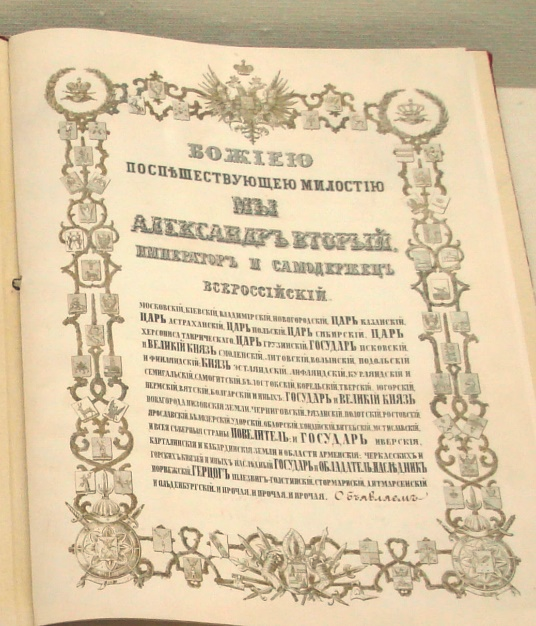 БОЖІЕЮ
ПОСПѢШЕСТВУЮЩЕЮ МИЛОСТІЮ
МЫ
АЛЕКСАНДРЪ ВТОРЫЙ,
ИМПЕРАТОРЪ И САМОДЕРЖЕЦЪ
ВСЕРОССІЙСКІЙ.
МОСКОВСКІЙ, КІЕВСКІЙ, ВЛАДИМІРСКІЙ, НОВОГОРОДСКІЙ, ЦАРЬ КАЗАНСКІЙ,
ЦАРЬ АСТРАХАНСКІЙ, ЦАРЬ ПОЛЬСКІЙ, ЦАРЬ СИБИРСКІЙ, ЦАРЬ
ХЕРСОНИСА ТАВРИЧЕСКАГО, ЦАРЬ ГРУЗИНСКІЙ, ГОСУДАРЬ ПСКОВСКІЙ,
И ВЕЛИКІЙ КНЯЗЬ СМОЛЕНСКІЙ, ЛИТОВСКІЙ, ВОЛЫНСКІЙ, ПОДОЛЬСКІЙ
И ФИНЛЯНДСКІЙ; КНЯЗЬ ЭСТЛЯНДСКІЙ, ЛИФЛЯНДСКІЙ, КУРЛЯНДСКІЙ И
СЕМИГАЛЬСКІЙ, САМОГИТСКІЙ, БѢЛОСТОКСКІЙ, КОРЕЛЬСКІЙ, ТВЕРСКІЙ, ЮГОРСКІЙ,
ПЕРМСКІЙ, ВЯТСКІЙ, БОЛГАРСКІЙ И ИНЫХЪ; ГОСУДАРЬ И ВЕЛИКІЙ КНЯЗЬ
НОВАГОРОДА НИЗОВСКІЯ ЗЕМЛИ, ЧЕРНИГОВСКІЙ, РЯЗАНСКІЙ, ПОЛОТСКІЙ, РОСТОВСКІЙ
ЯРОСЛАВСКІЙ, БѢЛОЗЕРСКІЙ, УДОРСКІЙ, ОБДОРСКІЙ, КОНДІЙСКІЙ, ВИТЕБСКІЙ, МСТИСЛАВСКІЙ,
И ВСЕЯ СѢВЕРНЫЯ СТРАНЫ ПОВЕЛИТЕЛЬ; И ГОСУДАРЬ ИВЕРСКІЯ,
КАРТАЛИНСКІЯ И КАБАРДИНСКІЯ ЗЕМЛИ И ОБЛАСТИ АРМЕНСКІЯ; ЧЕРКАССКИХЪ И
ГОРСКИХЪ КНЯЗЕЙ И ИНЫХЪ НАСЛѢДНЫЙ ГОСУДАРЬ И ОБЛАДАТЕЛЬ, НАСЛѢДНИКЪ
НОРВЕЖСКІЙ, ГЕРЦОГЪ ШЛЕЗВИГЪ-ГОЛСТИНСКІЙ, СТОРМАРНСКІЙ, ДИТМАРСЕНСКІЙ
И ОЛЬДЕНБУРГСКІЙ, И ПРОЧАЯ, И ПРОЧАЯ, И ПРОЧАЯ. Объявляемъ